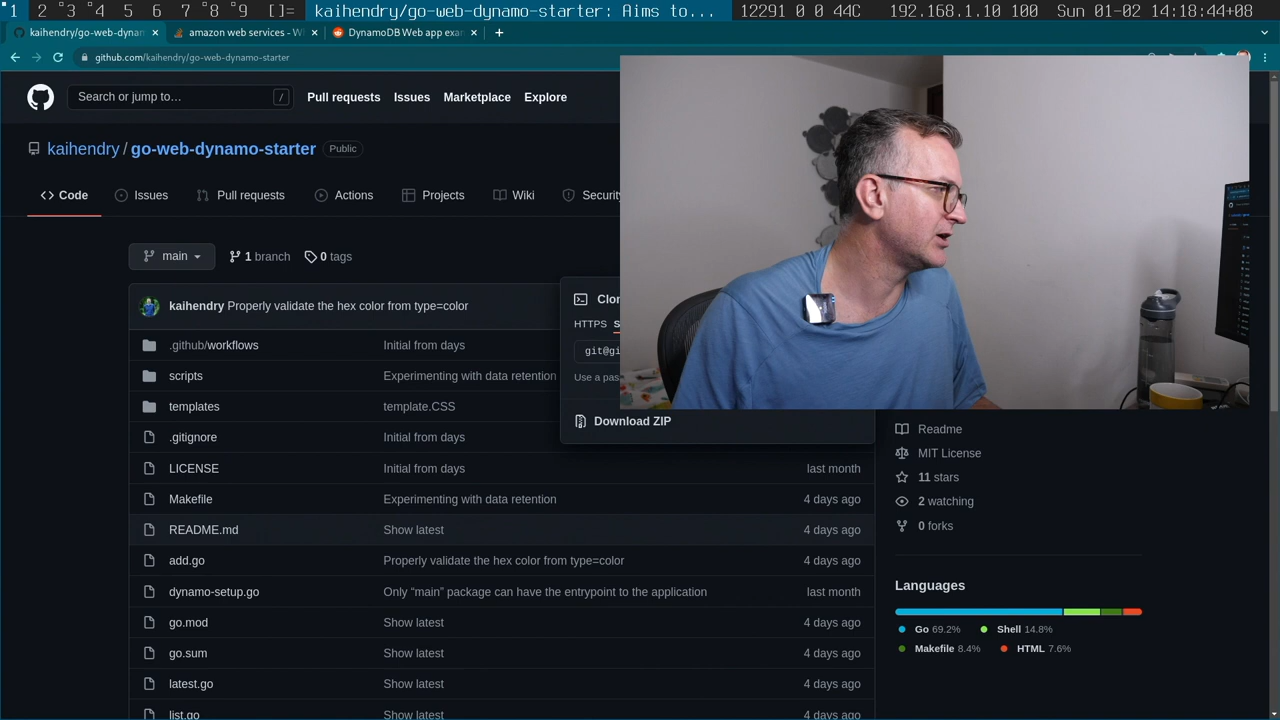 1 2 3 4 5 6 7 8 9 []= kaihendry/go-web-dynamo-starter: Aims to... 12291 0 0 44C 192.168.1.10 100 Sun 01-02 14:18:44+08
kaihendry/go-web-dynam
amazon web services - W
DynamoDB Web app exa
github.com/kaihendry/go-web-dynamo-starter
Search or jump to... /
Pull requests Issues Marketplace Explore
kaihendry / go-web-dynamo-starter Public
Code Issues Pull requests Actions Projects Wiki Security
main 1 branch 0 tags
kaihendry Properly validate the hex color from type=color
Clon
HTTPS S
git@gi
Use a pas
Download ZIP
.github/workflows Initial from days
scripts Experimenting with data retention
templates template.CSS
.gitignore Initial from days
LICENSE Initial from days last month
Makefile Experimenting with data retention 4 days ago
README.md Show latest 4 days ago
add.go Properly validate the hex color from type=color 4 days ago
dynamo-setup.go Only “main” package can have the entrypoint to the application last month
go.mod Show latest 4 days ago
go.sum Show latest 4 days ago
latest.go Show latest 4 days ago
list.go Show latest 4 days ago
Readme
MIT License
11 stars
2 watching
0 forks
Languages
Go 69.2% Shell 14.8%
Makefile 8.4% HTML 7.6%